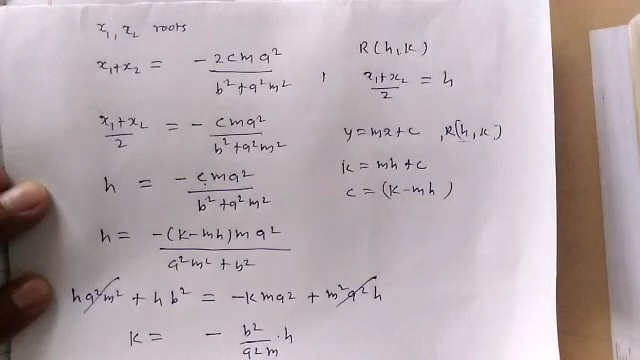 x₁, x₂ roots
x₁+x₂ = - 2cma² / b²+a²m² ,
x₁+x₂ / 2 = - cma² / b²+a²m²
h = - cma² / b²+a²m²
h = -(k-mh)ma² / a²m²+b²
ha²m² + hb² = -kma² + m²a²h
k = - b² / a²m . h
R(h,k)
x₁+x₂ / 2 = h
y=mx+c , R(h,k)
k = mh+c
c = (k-mh)